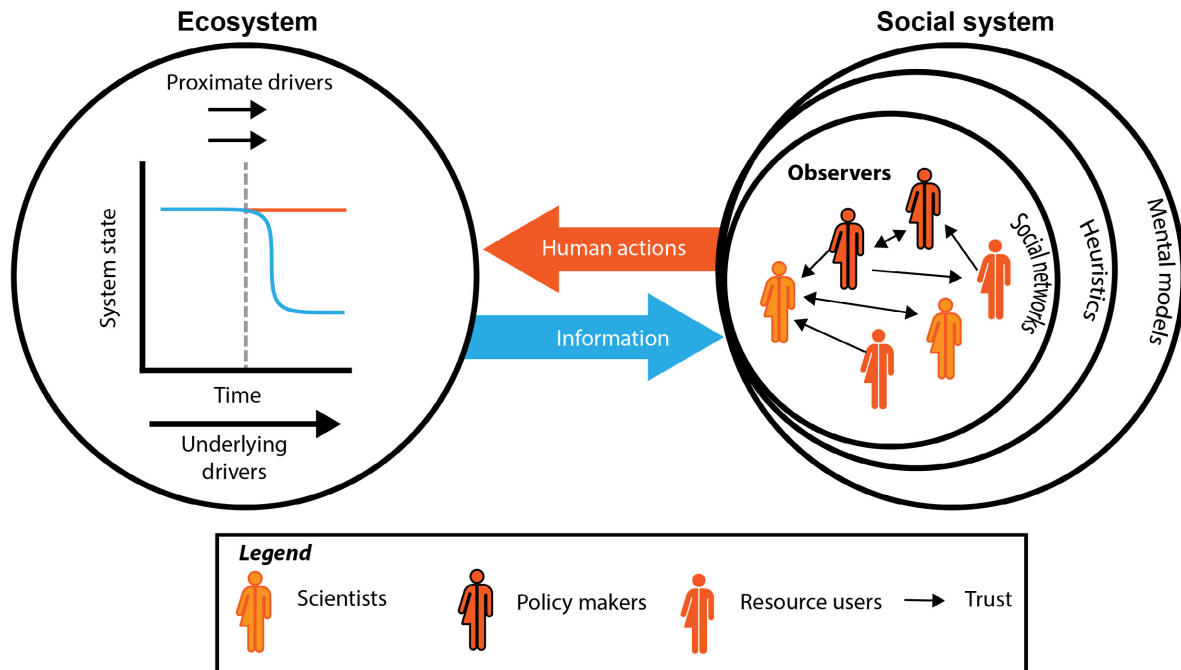 Ecosystem
Social system
Proximate drivers
System state
Time
Underlying
drivers
Human actions
Information
Observers
Social networks
Heuristics
Mental models
Legend
Scientists
Policy makers
Resource users
Trust